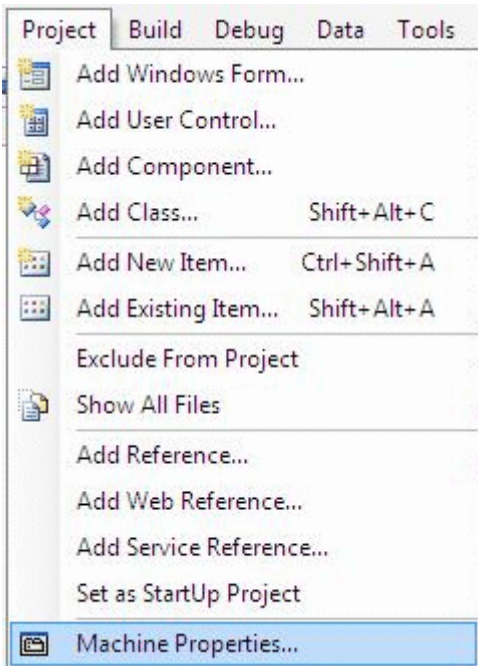 Project Build Debug Data Tools
Add Windows Form...
Add User Control...
Add Component...
Add Class... Shift+Alt+C
Add New Item... Ctrl+Shift+A
Add Existing Item... Shift+Alt+A
Exclude From Project
Show All Files
Add Reference...
Add Web Reference...
Add Service Reference...
Set as StartUp Project
Machine Properties...